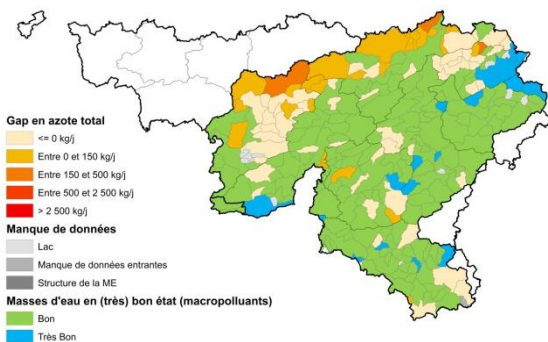 Gap en azote total
<= 0 kg/j
Entre 0 et 150 kg/j
Entre 150 et 500 kg/j
Entre 500 et 2 500 kg/j
> 2 500 kg/j
Manque de données
Lac
Manque de données entrantes
Structure de la ME
Masses d'eau en (très) bon état (macropolluants)
Bon
Très Bon